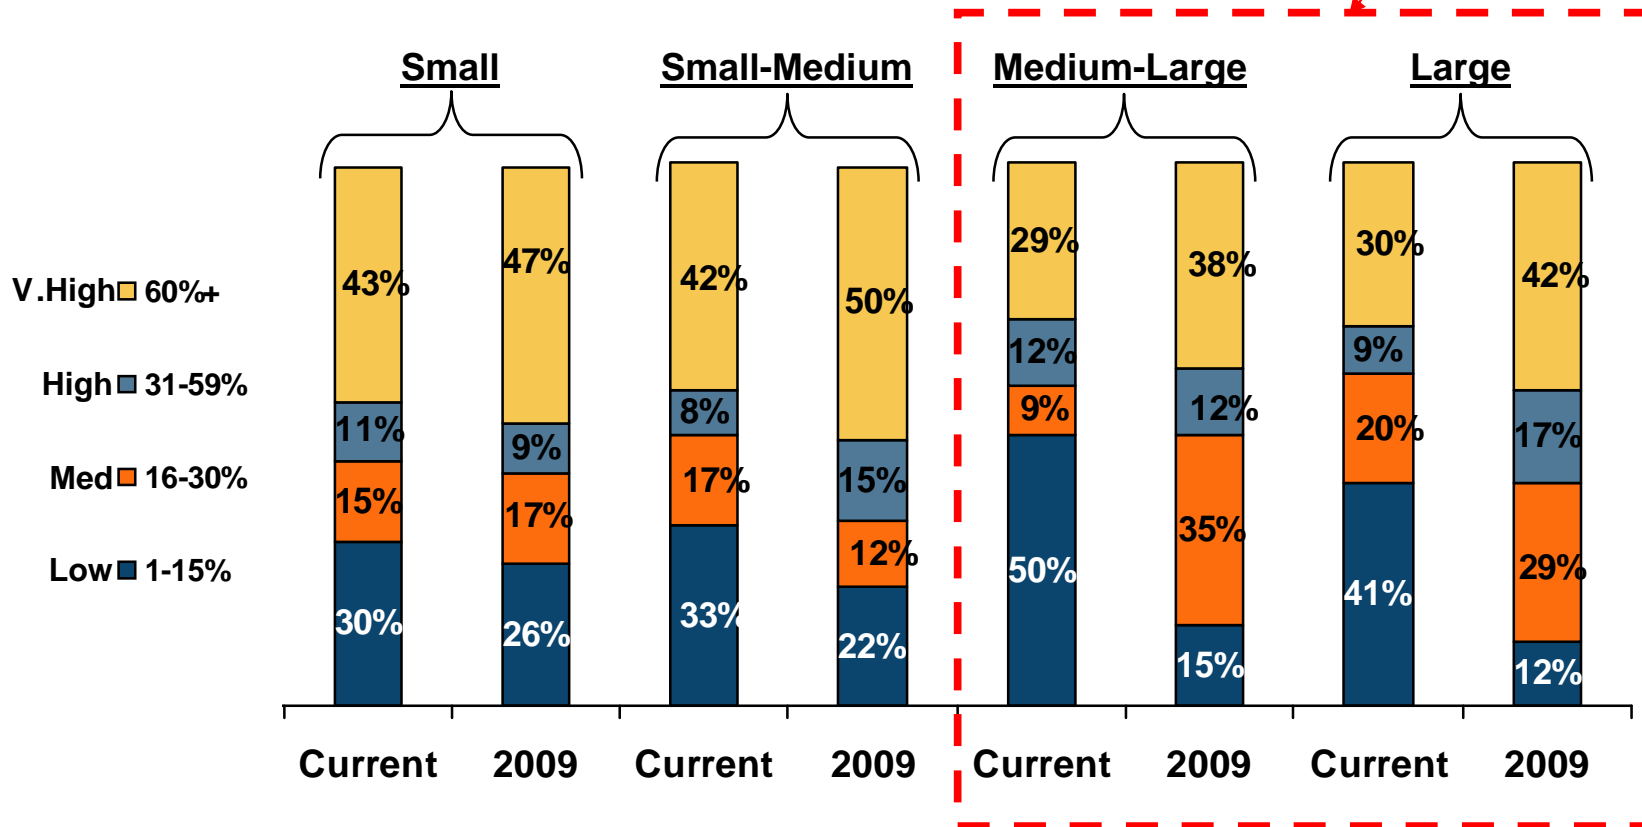 Small Small-Medium Medium-Large Large
V.High 60%+
High 31-59%
Med 16-30%
Low 1-15%
43% 47% 42% 50% 29% 38% 30% 42%
11% 9% 8% 15% 12% 12% 9% 17%
15% 17% 17% 12% 9% 35% 20% 29%
30% 26% 33% 22% 50% 15% 41% 12%
Current 2009 Current 2009 Current 2009 Current 2009